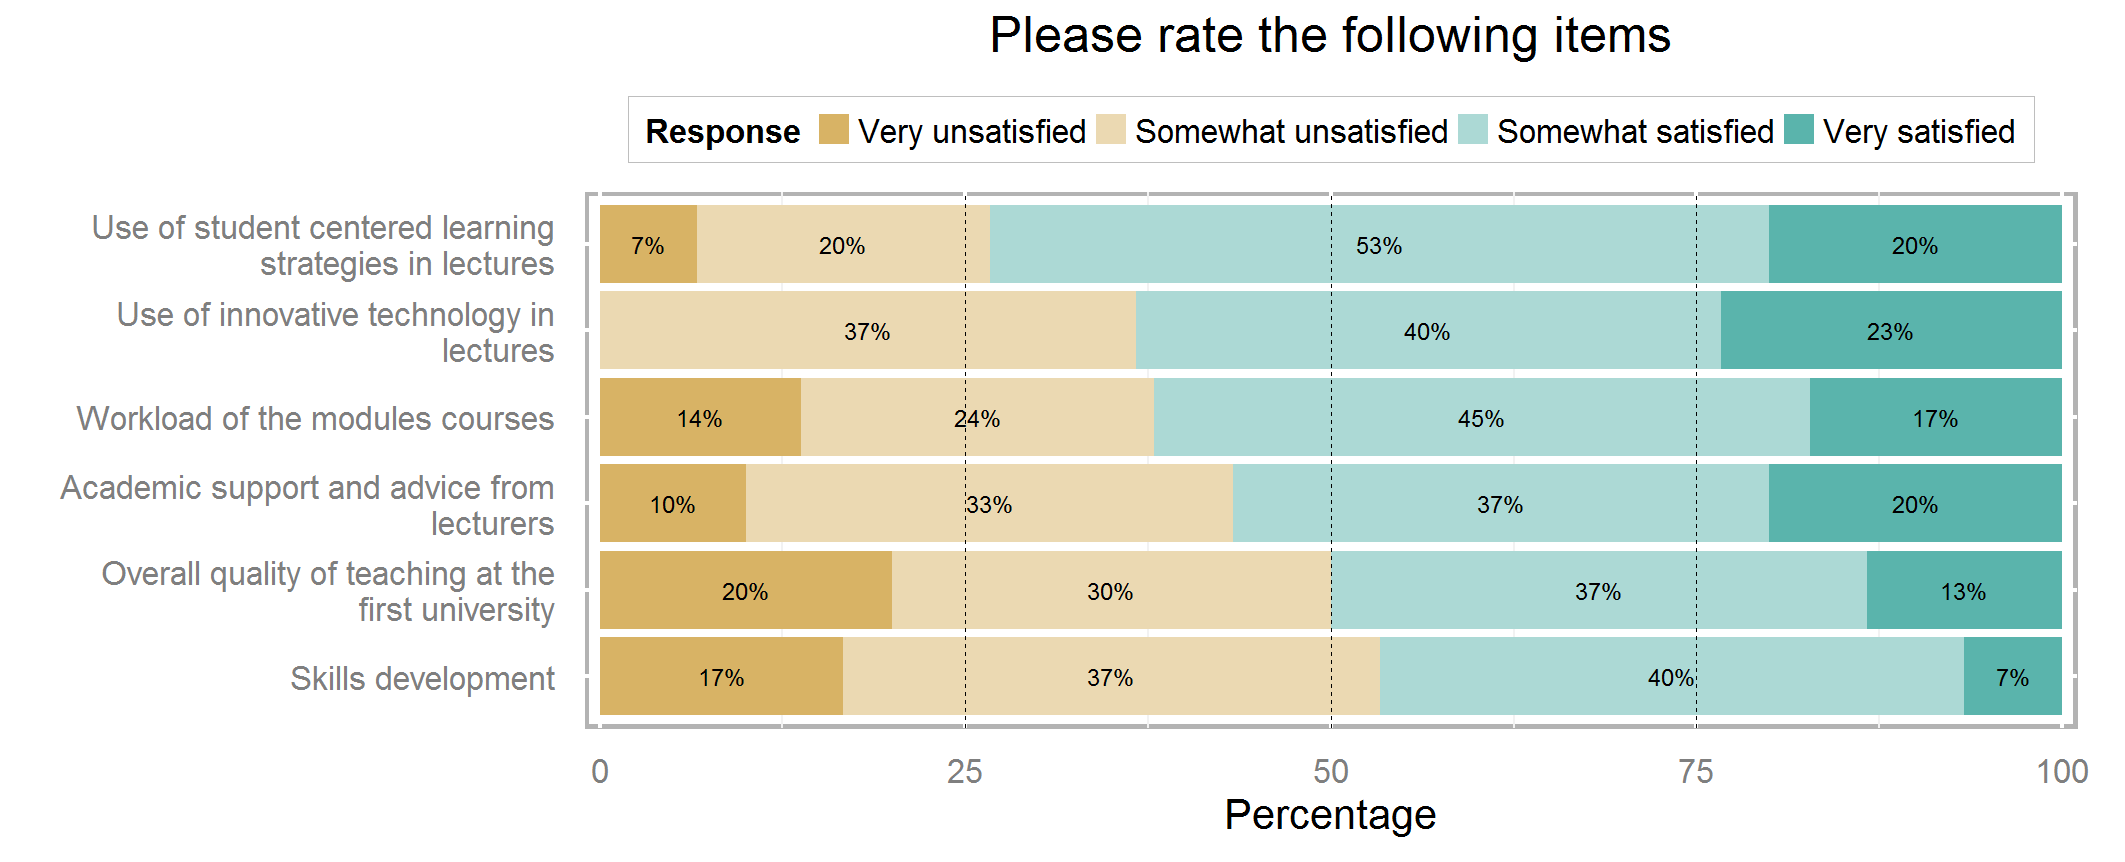 Please rate the following items
Response Very unsatisfied Somewhat unsatisfied Somewhat satisfied Very satisfied
Use of student centered learning
strategies in lectures
7% 20% 53% 20%
Use of innovative technology in
lectures
37% 40% 23%
Workload of the modules courses
14% 24% 45% 17%
Academic support and advice from
lecturers
10% 33% 37% 20%
Overall quality of teaching at the
first university
20% 30% 37% 13%
Skills development
17% 37% 40% 7%
0 25 50 75 100
Percentage